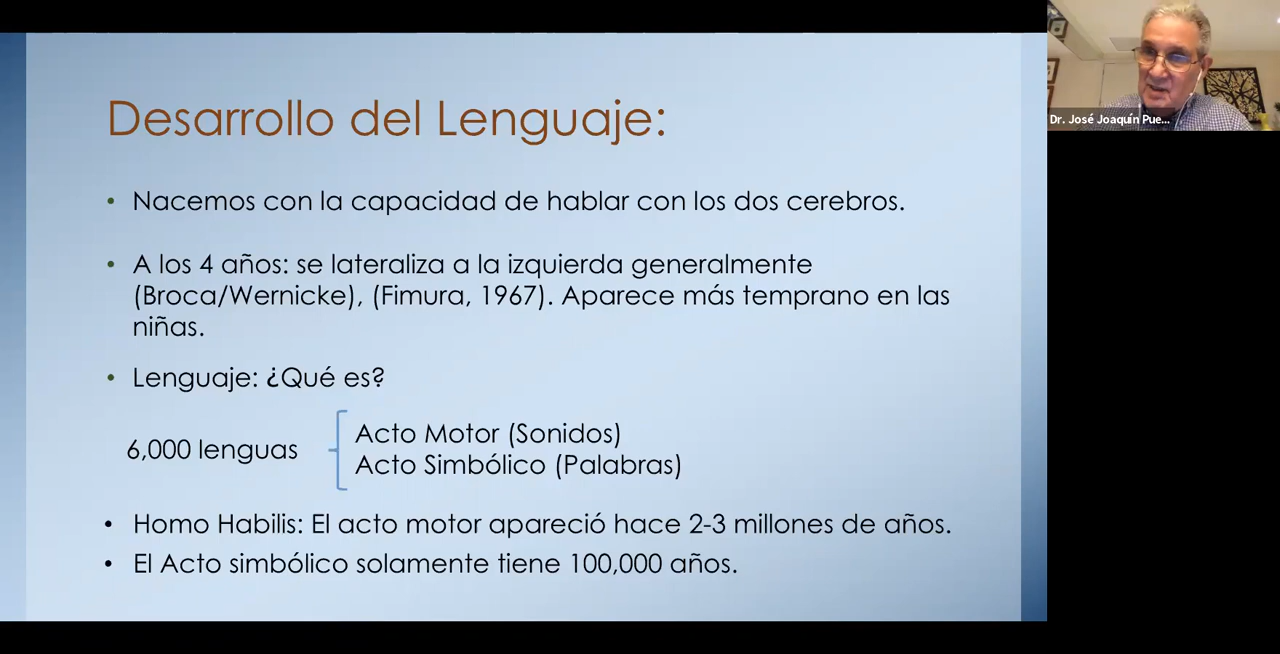 Desarrollo del Lenguaje:
• Nacemos con la capacidad de hablar con los dos cerebros.
• A los 4 años: se lateraliza a la izquierda generalmente
(Broca/Wernicke), (Fimura, 1967). Aparece más temprano en las
niñas.
• Lenguaje: ¿Qué es?
6,000 lenguas
Acto Motor (Sonidos)
Acto Simbólico (Palabras)
• Homo Habilis: El acto motor apareció hace 2-3 millones de años.
• El Acto simbólico solamente tiene 100,000 años.
Dr. José Joaquín Pue...